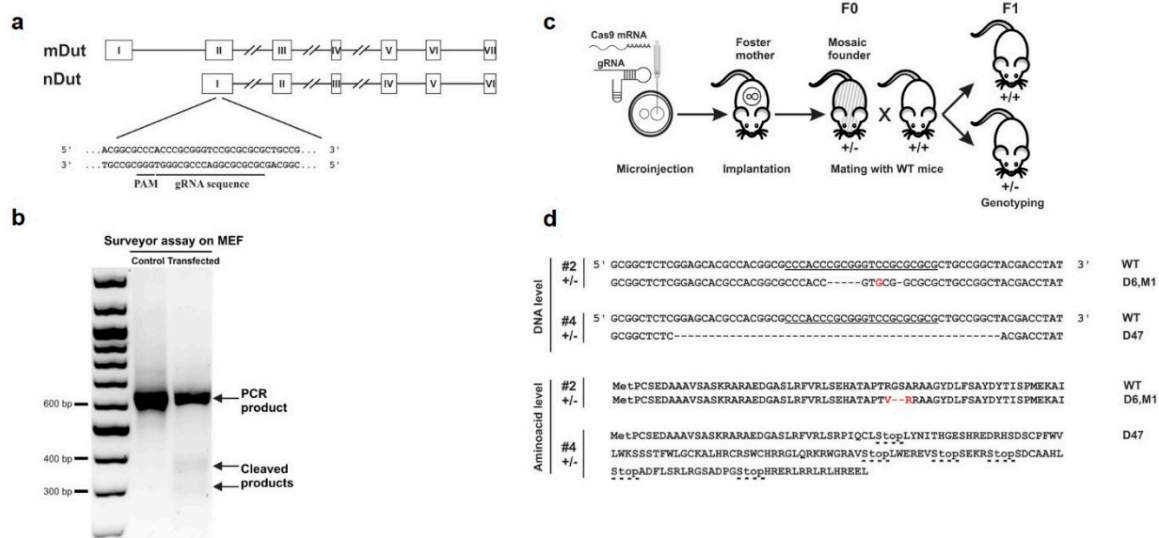 a
mDut I II III IV V VI VII
nDut I II III IV V VI
5' ...ACGGCGCCCACCCGCGGGTCCGCGCGCGCTGCCG... 3'
3' ...TGCCGCGGGTGGGCGCCCAGGCGCGCGCGACGGC... 5'
PAM gRNA sequence
b
Surveyor assay on MEF
Control Transfected
PCR product
600 bp
400 bp
Cleaved products
300 bp
c
F0 F1
Cas9 mRNA
gRNA
Foster mother
Mosaic founder
+/+
X
+/- +/+
Microinjection Implantation Mating with WT mice
+/-
Genotyping
d
DNA level
#2 5' GCGGCTCTCGGAGCACGCCACGGCGCCCACCCGCGGGTCCGCGCGCGCTGCCGGCTACGACCTAT 3' WT
+/- GCGGCTCTCGGAGCACGCCACGGCGCCCACC-----GTGCG-GCGCGCTGCCGGCTACGACCTAT D6,M1
#4 5' GCGGCTCTCGGAGCACGCCACGGCGCCCACCCGCGGGTCCGCGCGCGCTGCCGGCTACGACCTAT 3' WT
+/- GCGGCTCTC-----------------------------------------------ACGACCTAT D47
Aminoacid level
#2 MetPCSEDAAAVSASKRARAEDGASLRFVRLSEHATAPTRGSARAAGYDLFSAYDYTISPMEKAI WT
+/- MetPCSEDAAAVSASKRARAEDGASLRFVRLSEHATAPTV--RRAAGYDLFSAYDYTISPMEKAI D6,M1
#4 MetPCSEDAAAVSASKRARAEDGASLRFVRLSRPIQCLStopLYNITHGESHREDRHSDSCPFWV D47
+/- LWKSSSTFWLGCKALHRCRSWCHRRGLQRKRWGRAVStopLWEREVStopSEKRStopSDCAAHL
StopADFLSRLRGSADPGStopHRERLRRLRLHREEL